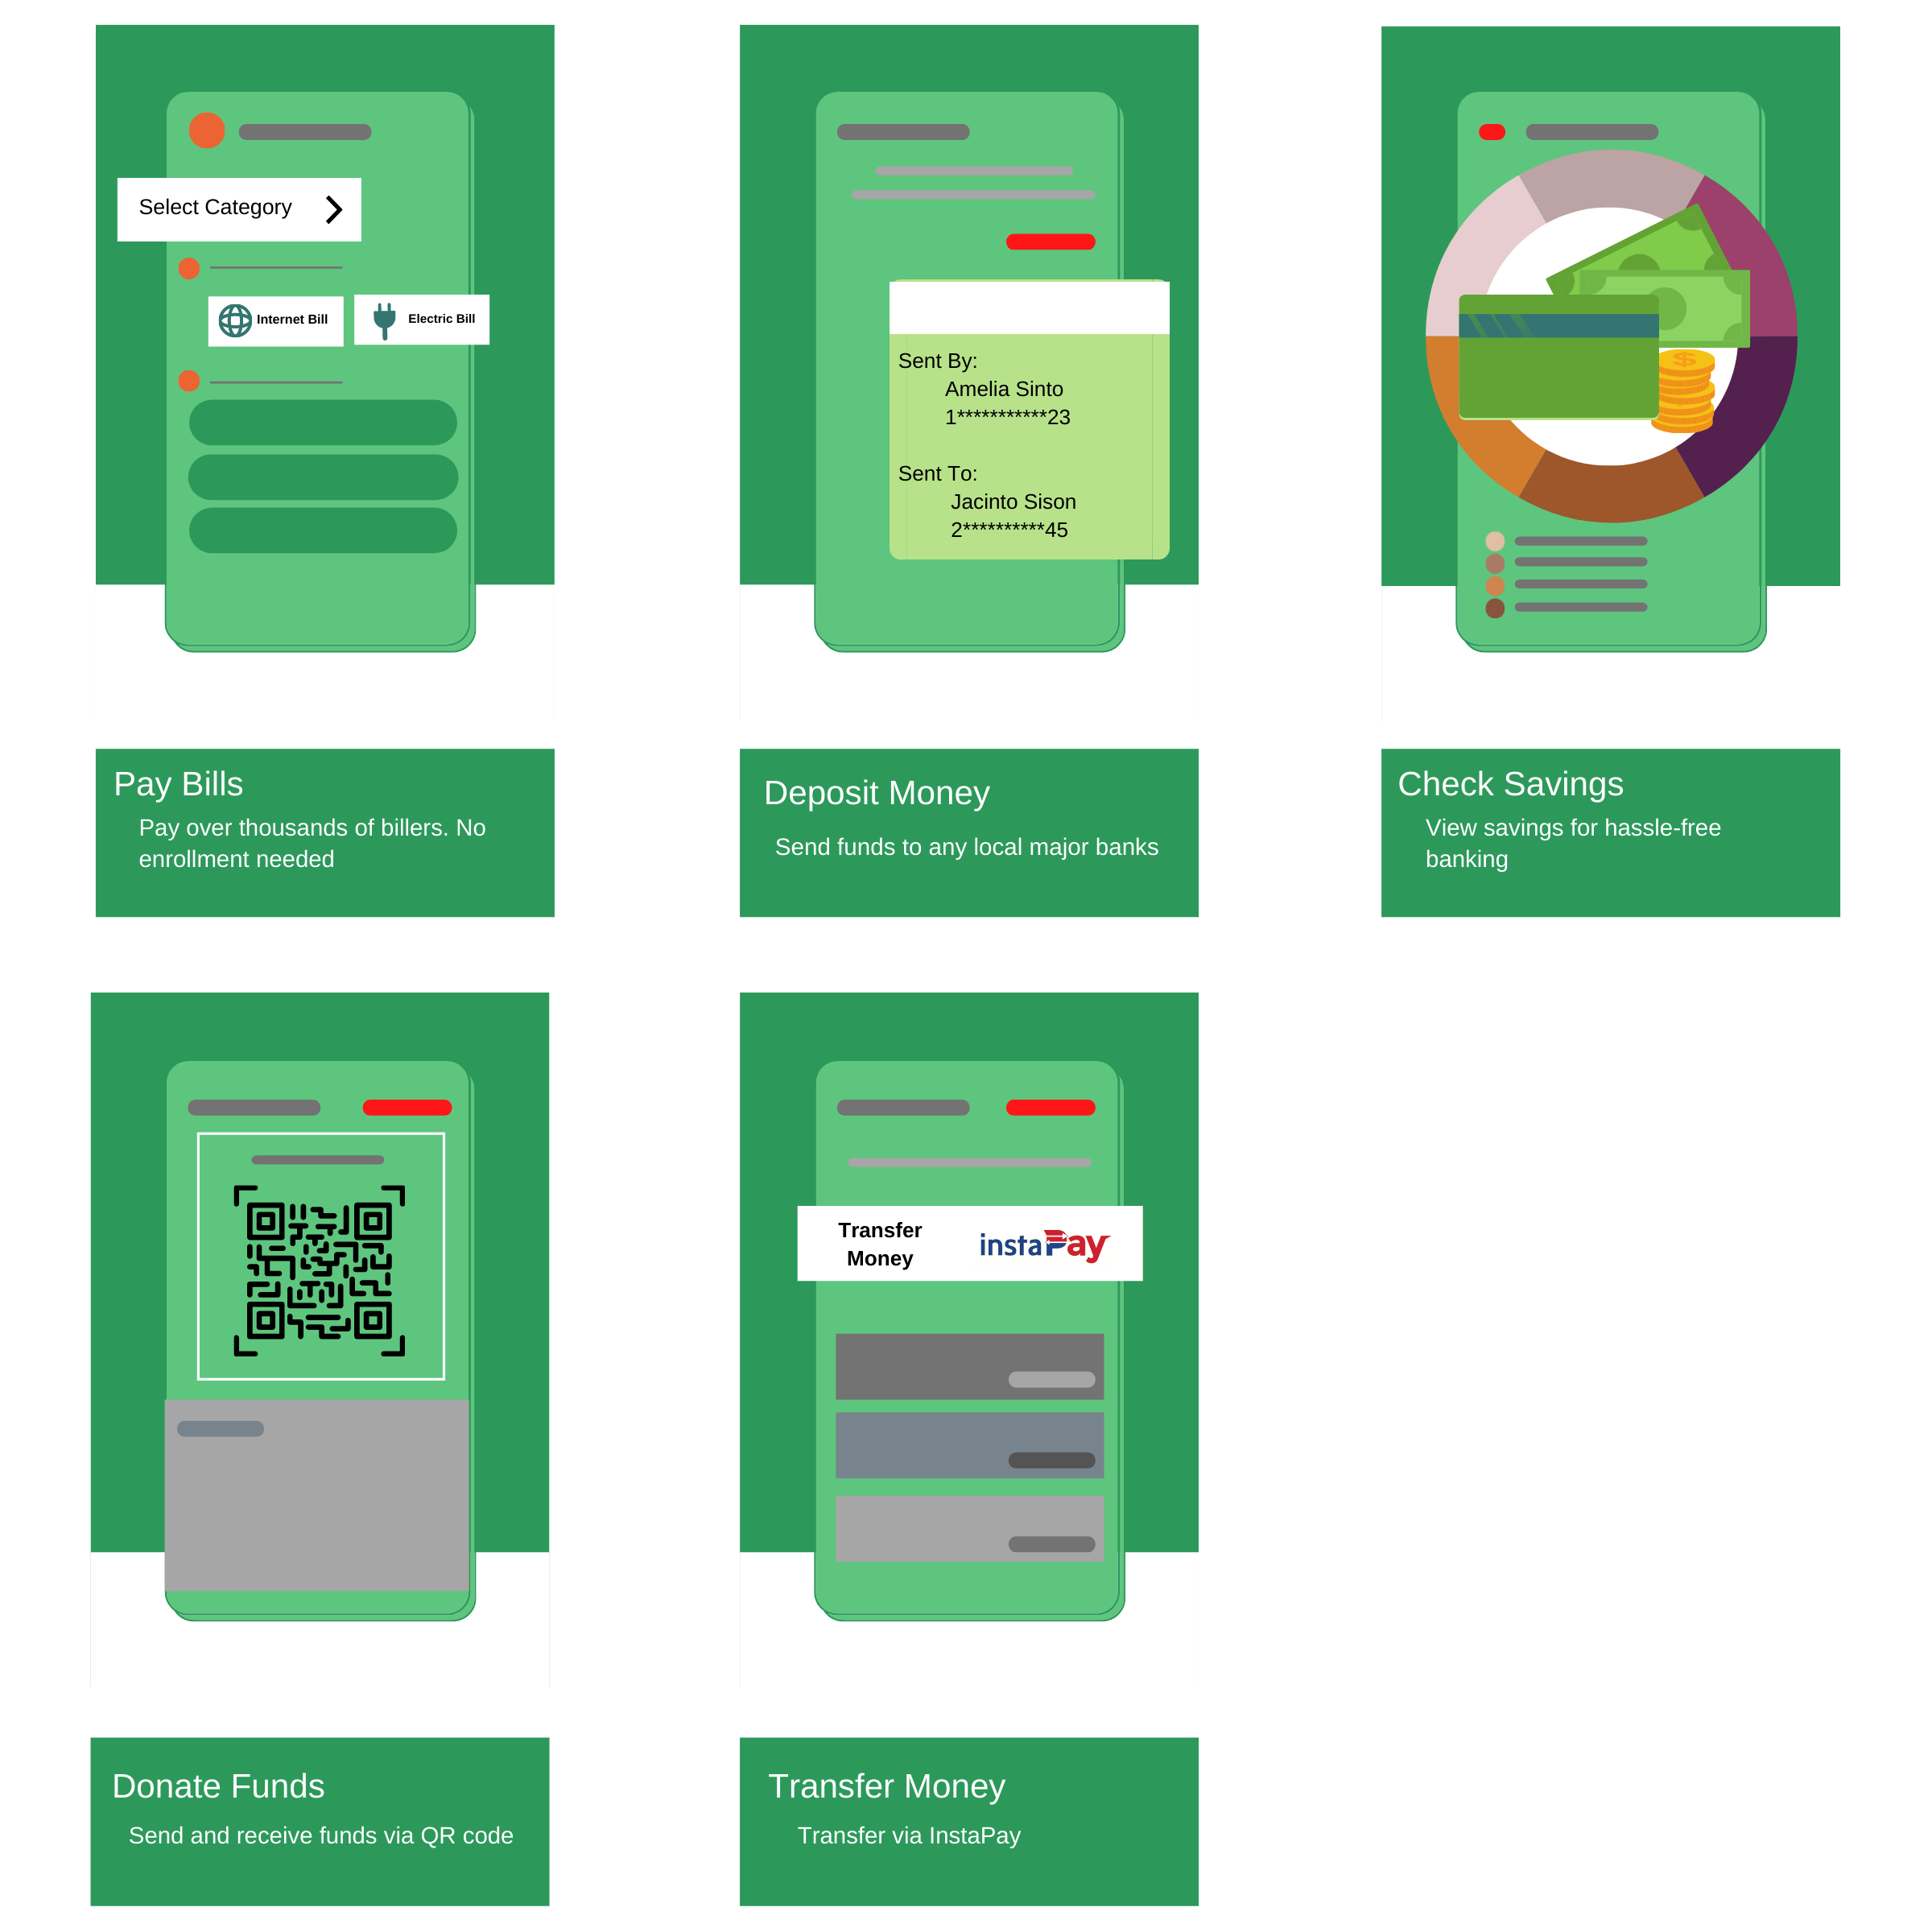 Select Category
Internet Bill
Electric Bill
Pay Bills
Pay over thousands of billers. No
enrollment needed
Sent By:
Amelia Sinto
1***********23
Sent To:
Jacinto Sison
2**********45
Deposit Money
Send funds to any local major banks
Check Savings
View savings for hassle-free
banking
Donate Funds
Send and receive funds via QR code
Transfer
Money
instaPay
Transfer Money
Transfer via InstaPay